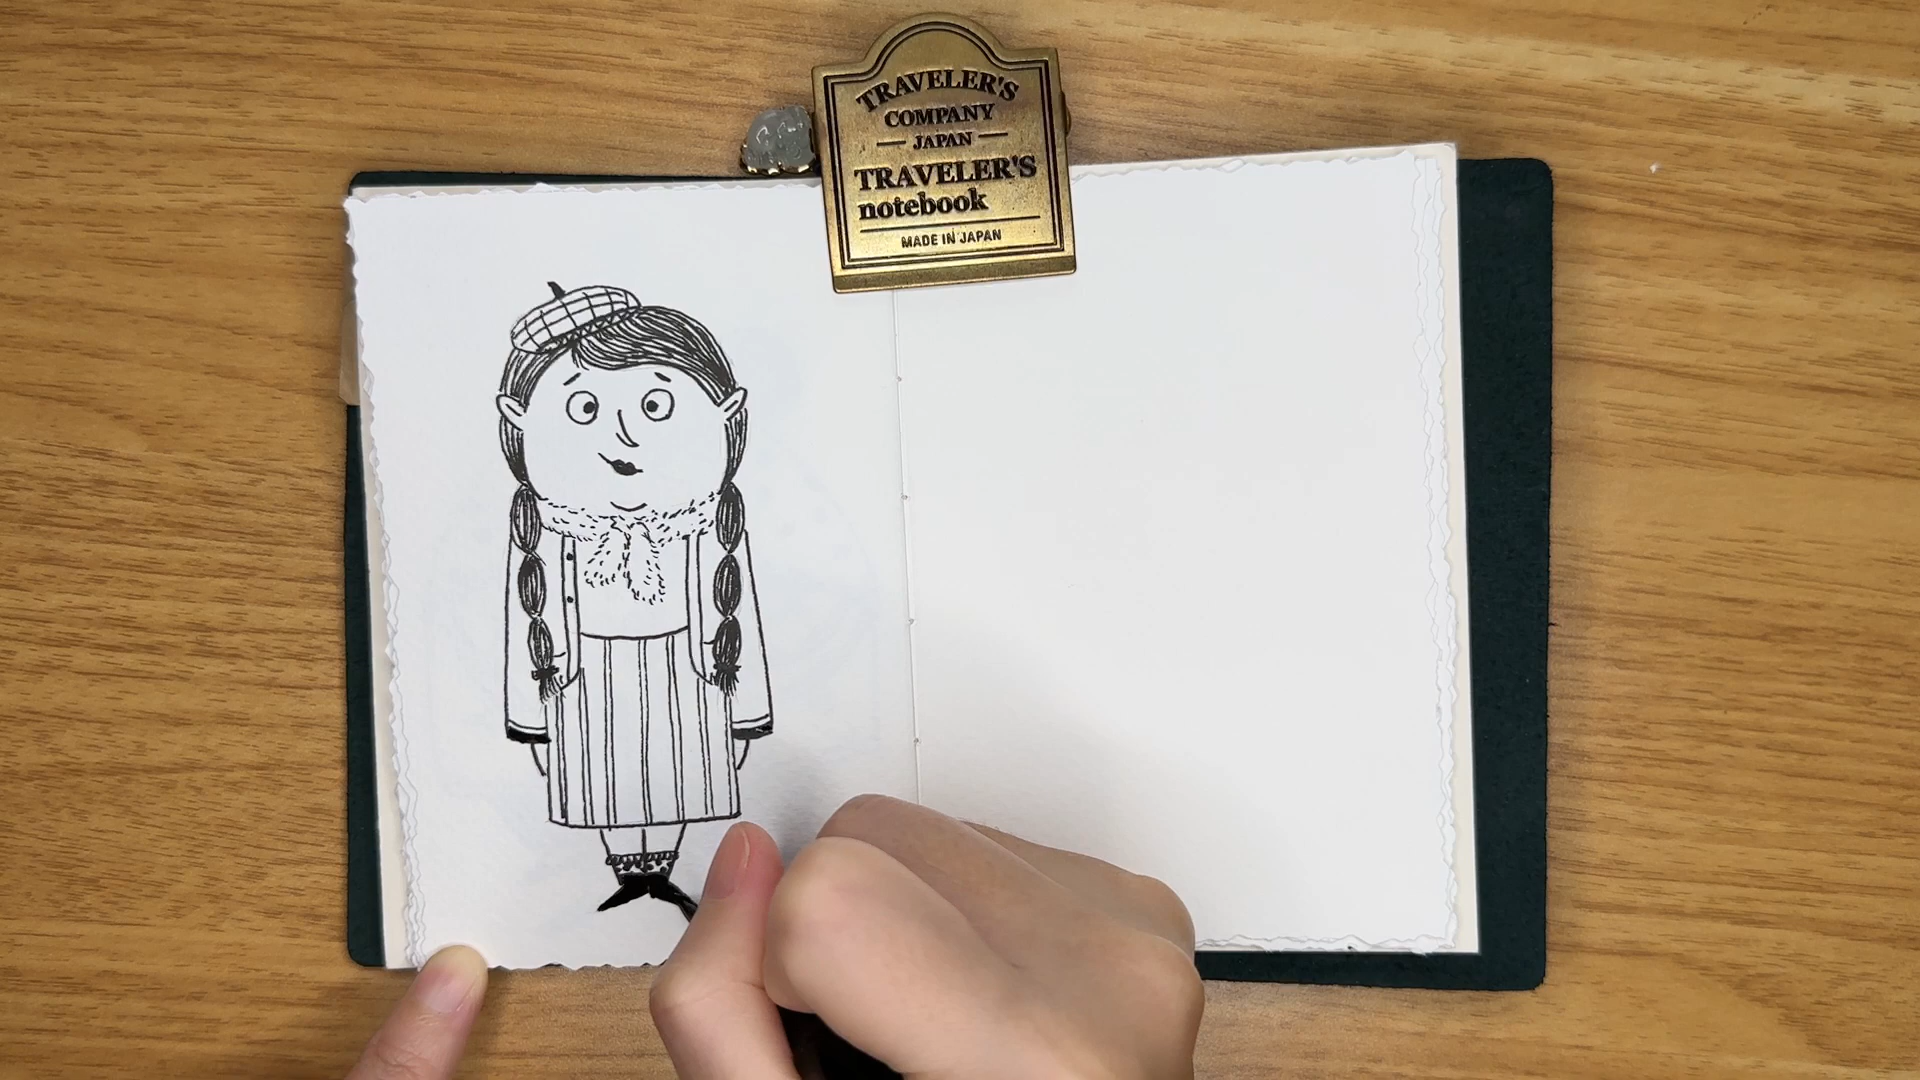 TRAVELER'S
COMPANY
JAPAN
TRAVELER'S
notebook
MADE IN JAPAN